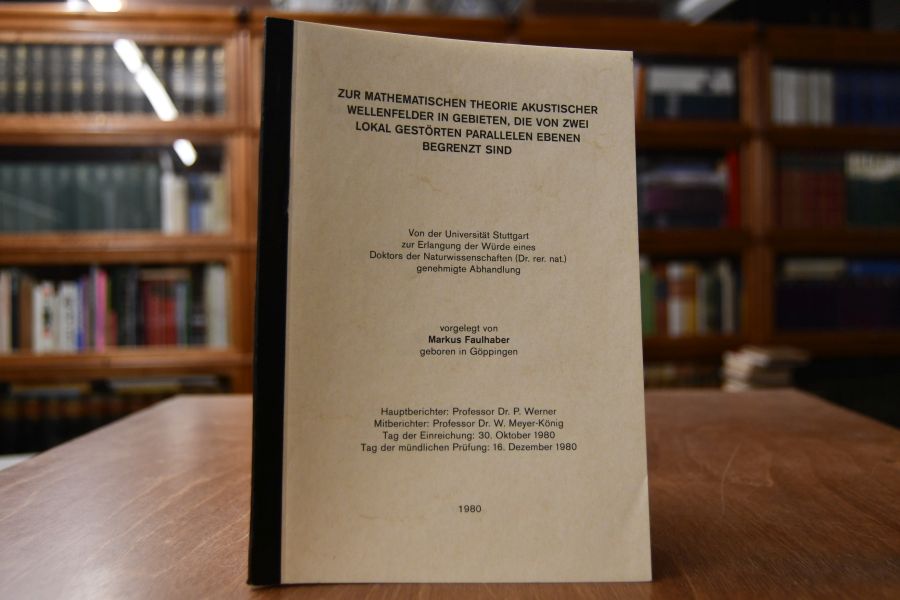 ZUR MATHEMATISCHEN THEORIE AKUSTISCHER
WELLENFELDER IN GEBIETEN, DIE VON ZWEI
LOKAL GESTÖRTEN PARALLELEN EBENEN
BEGRENZT SIND
Von der Universität Stuttgart
zur Erlangung der Würde eines
Doktors der Naturwissenschaften (Dr. rer. nat.)
genehmigte Abhandlung
vorgelegt von
Markus Faulhaber
geboren in Göppingen
Hauptberichter: Professor Dr. P. Werner
Mitberichter: Professor Dr. W. Meyer-König
Tag der Einreichung: 30. Oktober 1980
Tag der mündlichen Prüfung: 16. Dezember 1980
1980